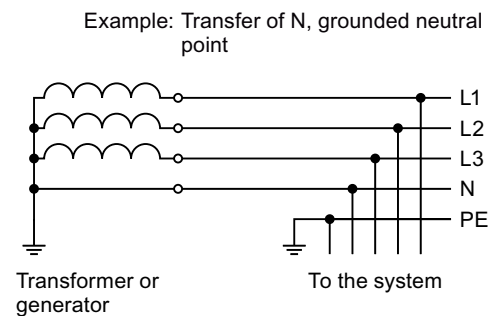 Example: Transfer of N, grounded neutral
point
L1
L2
L3
N
PE
Transformer or
generator
To the system